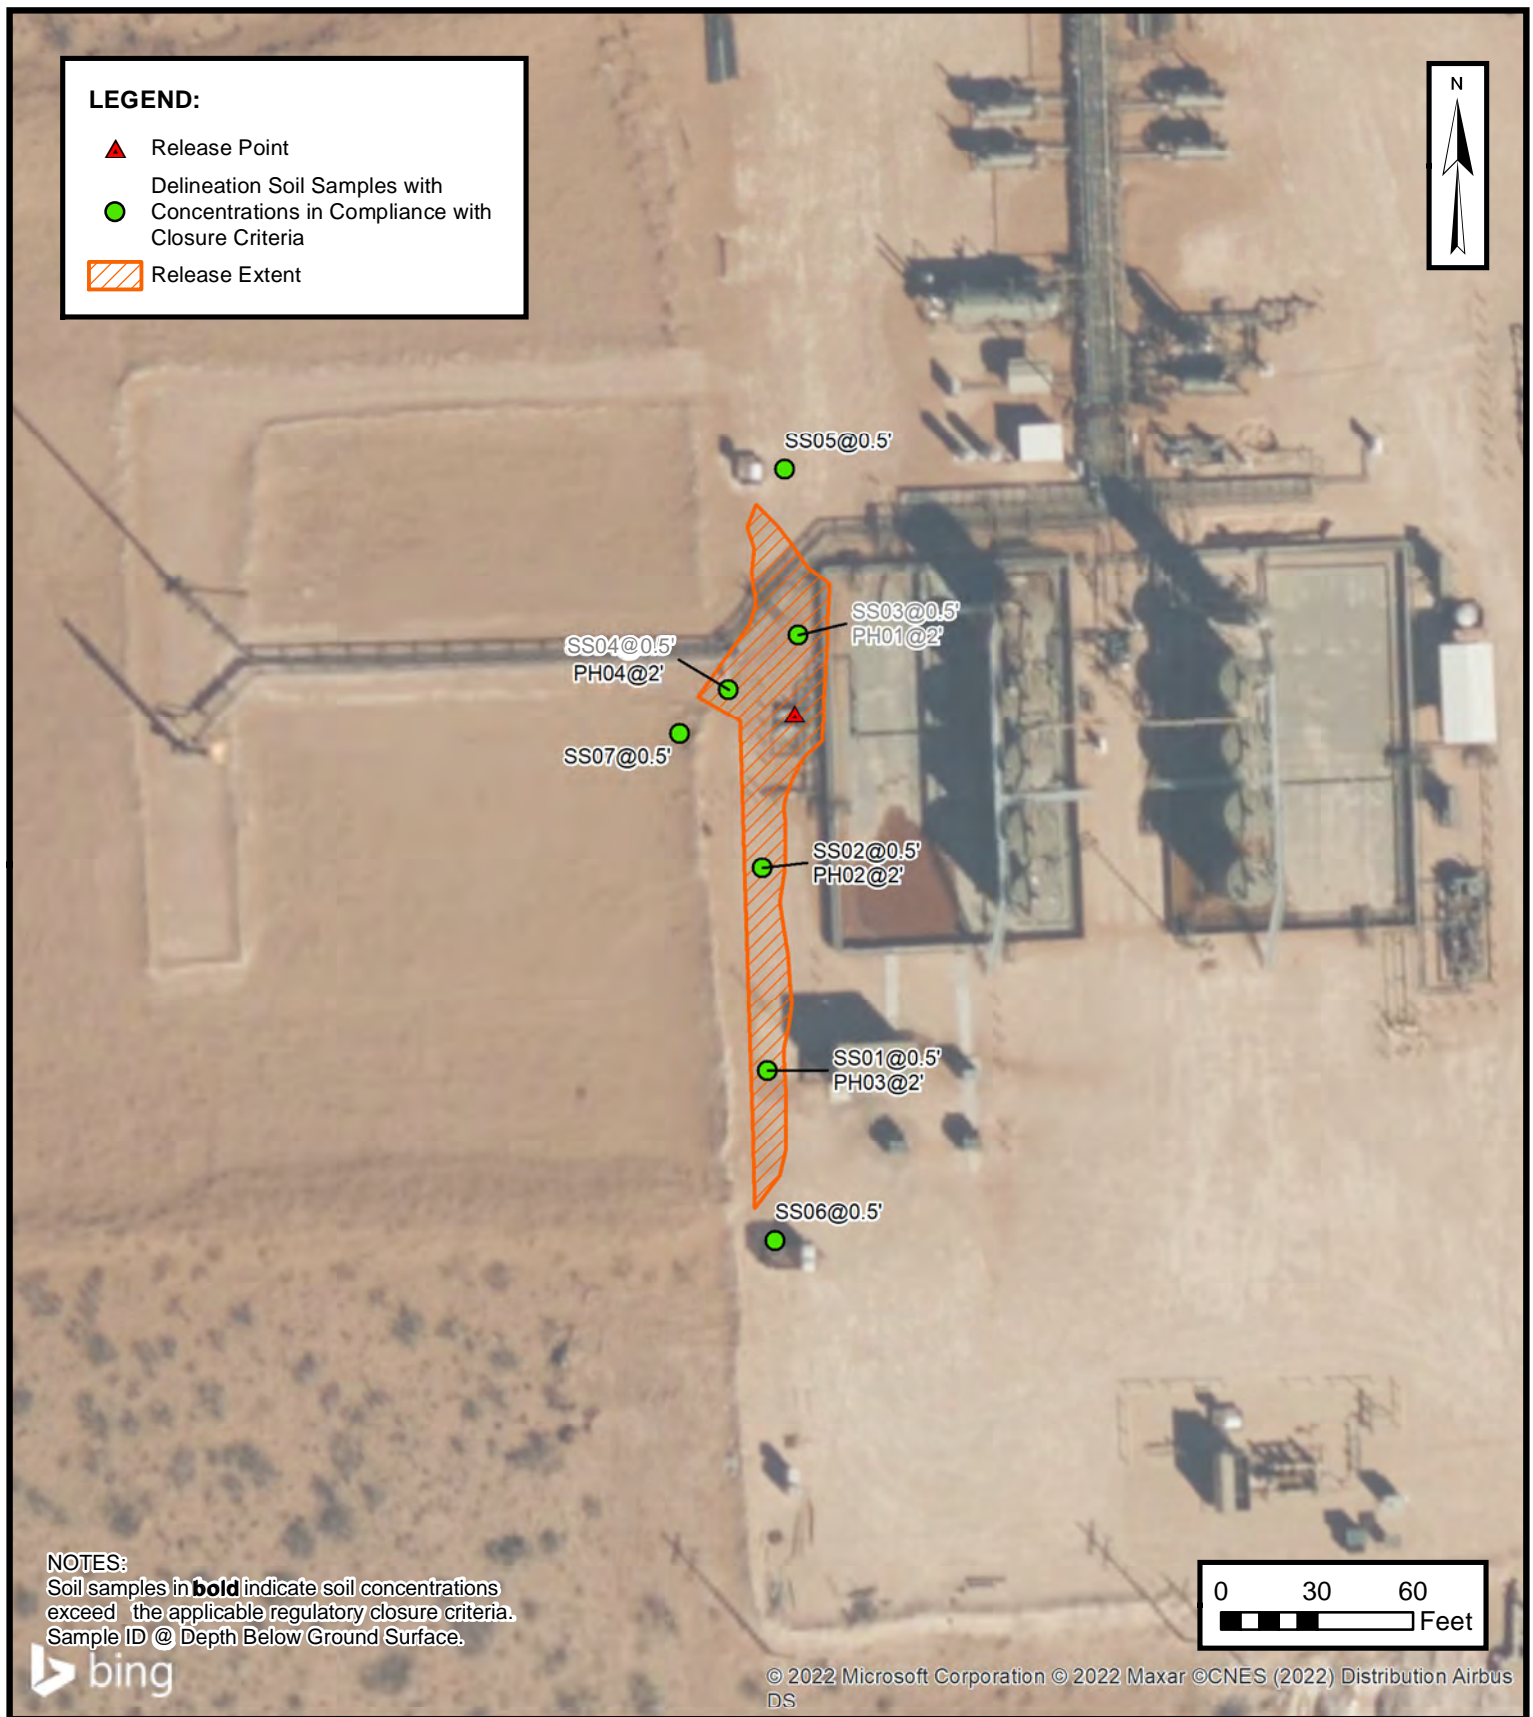 LEGEND:
Release Point
Delineation Soil Samples with
Concentrations in Compliance with
Closure Criteria
Release Extent
N
SS05@0.5'
SS03@0.5'
PH01@2'
SS04@0.5'
PH04@2'
SS07@0.5'
SS02@0.5'
PH02@2'
SS01@0.5'
PH03@2'
SS06@0.5'
NOTES:
Soil samples in bold indicate soil concentrations
exceed the applicable regulatory closure criteria.
Sample ID @ Depth Below Ground Surface.
0 30 60
Feet
bing
© 2022 Microsoft Corporation © 2022 Maxar ©CNES (2022) Distribution Airbus
DS